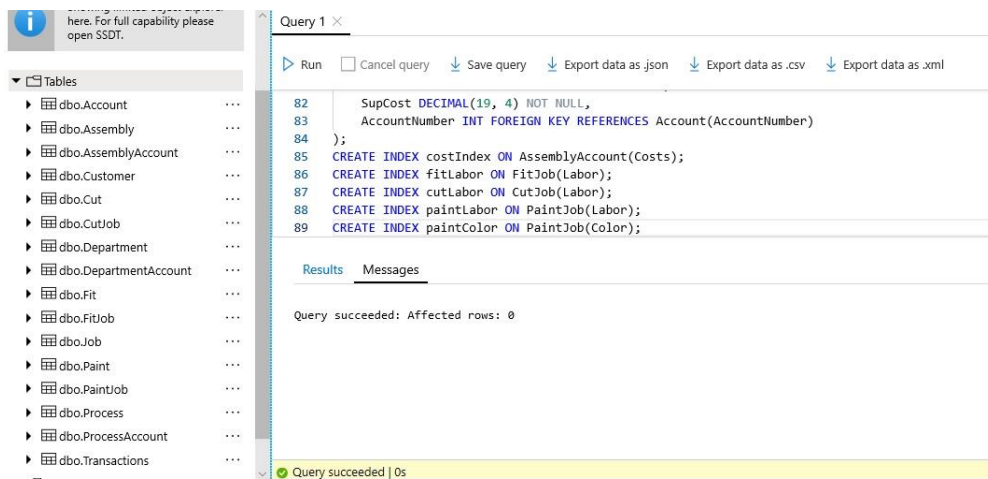 here. For full capability please
open SSDT.
Tables
dbo.Account
dbo.Assembly
dbo.AssemblyAccount
dbo.Customer
dbo.Cut
dbo.CutJob
dbo.Department
dbo.DepartmentAccount
dbo.Fit
dbo.FitJob
dbo.Job
dbo.Paint
dbo.PaintJob
dbo.Process
dbo.ProcessAccount
dbo.Transactions
Query 1
Run Cancel query Save query Export data as .json Export data as .csv Export data as .xml
82 SupCost DECIMAL(19, 4) NOT NULL,
83 AccountNumber INT FOREIGN KEY REFERENCES Account(AccountNumber)
84 );
85 CREATE INDEX costIndex ON AssemblyAccount(Costs);
86 CREATE INDEX fitLabor ON FitJob(Labor);
87 CREATE INDEX cutLabor ON CutJob(Labor);
88 CREATE INDEX paintLabor ON PaintJob(Labor);
89 CREATE INDEX paintColor ON PaintJob(Color);
Results Messages
Query succeeded: Affected rows: 0
Query succeeded | 0s